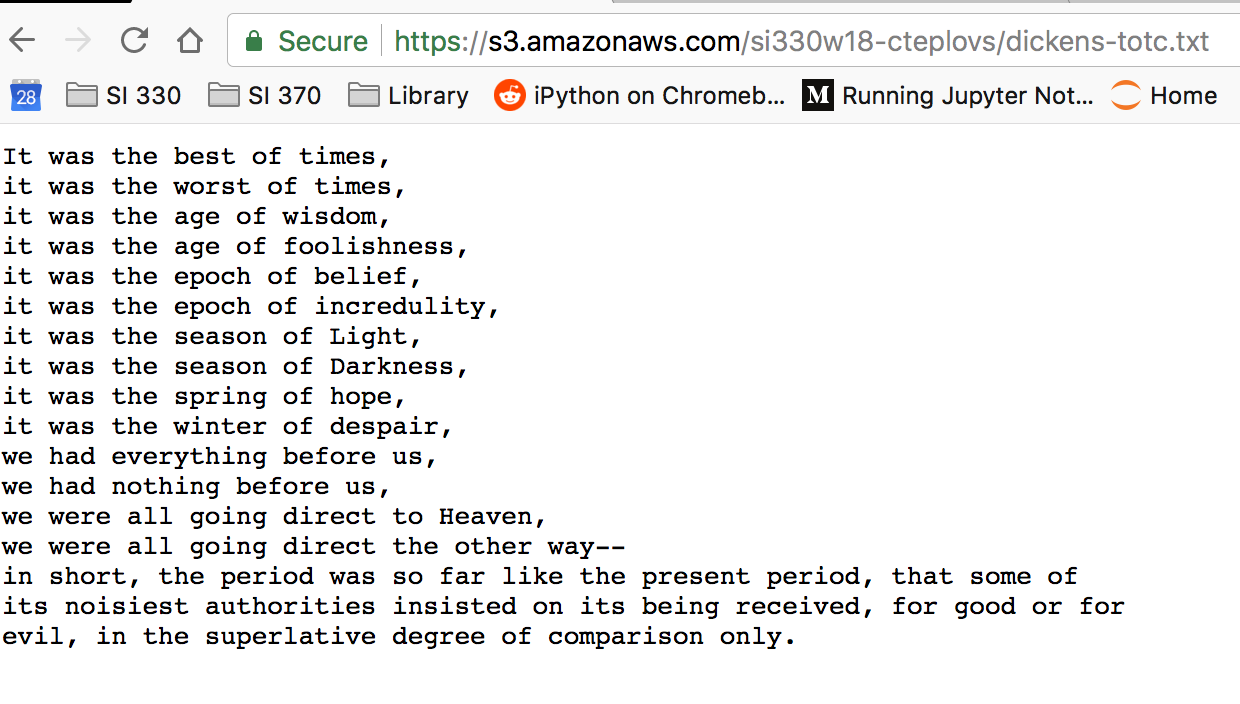 Secure https://s3.amazonaws.com/si330w18-cteplovs/dickens-totc.txt
28 SI 330 SI 370 Library iPython on Chromeb... M Running Jupyter Not... Home
It was the best of times,
it was the worst of times,
it was the age of wisdom,
it was the age of foolishness,
it was the epoch of belief,
it was the epoch of incredulity,
it was the season of Light,
it was the season of Darkness,
it was the spring of hope,
it was the winter of despair,
we had everything before us,
we had nothing before us,
we were all going direct to Heaven,
we were all going direct the other way--
in short, the period was so far like the present period, that some of
its noisiest authorities insisted on its being received, for good or for
evil, in the superlative degree of comparison only.